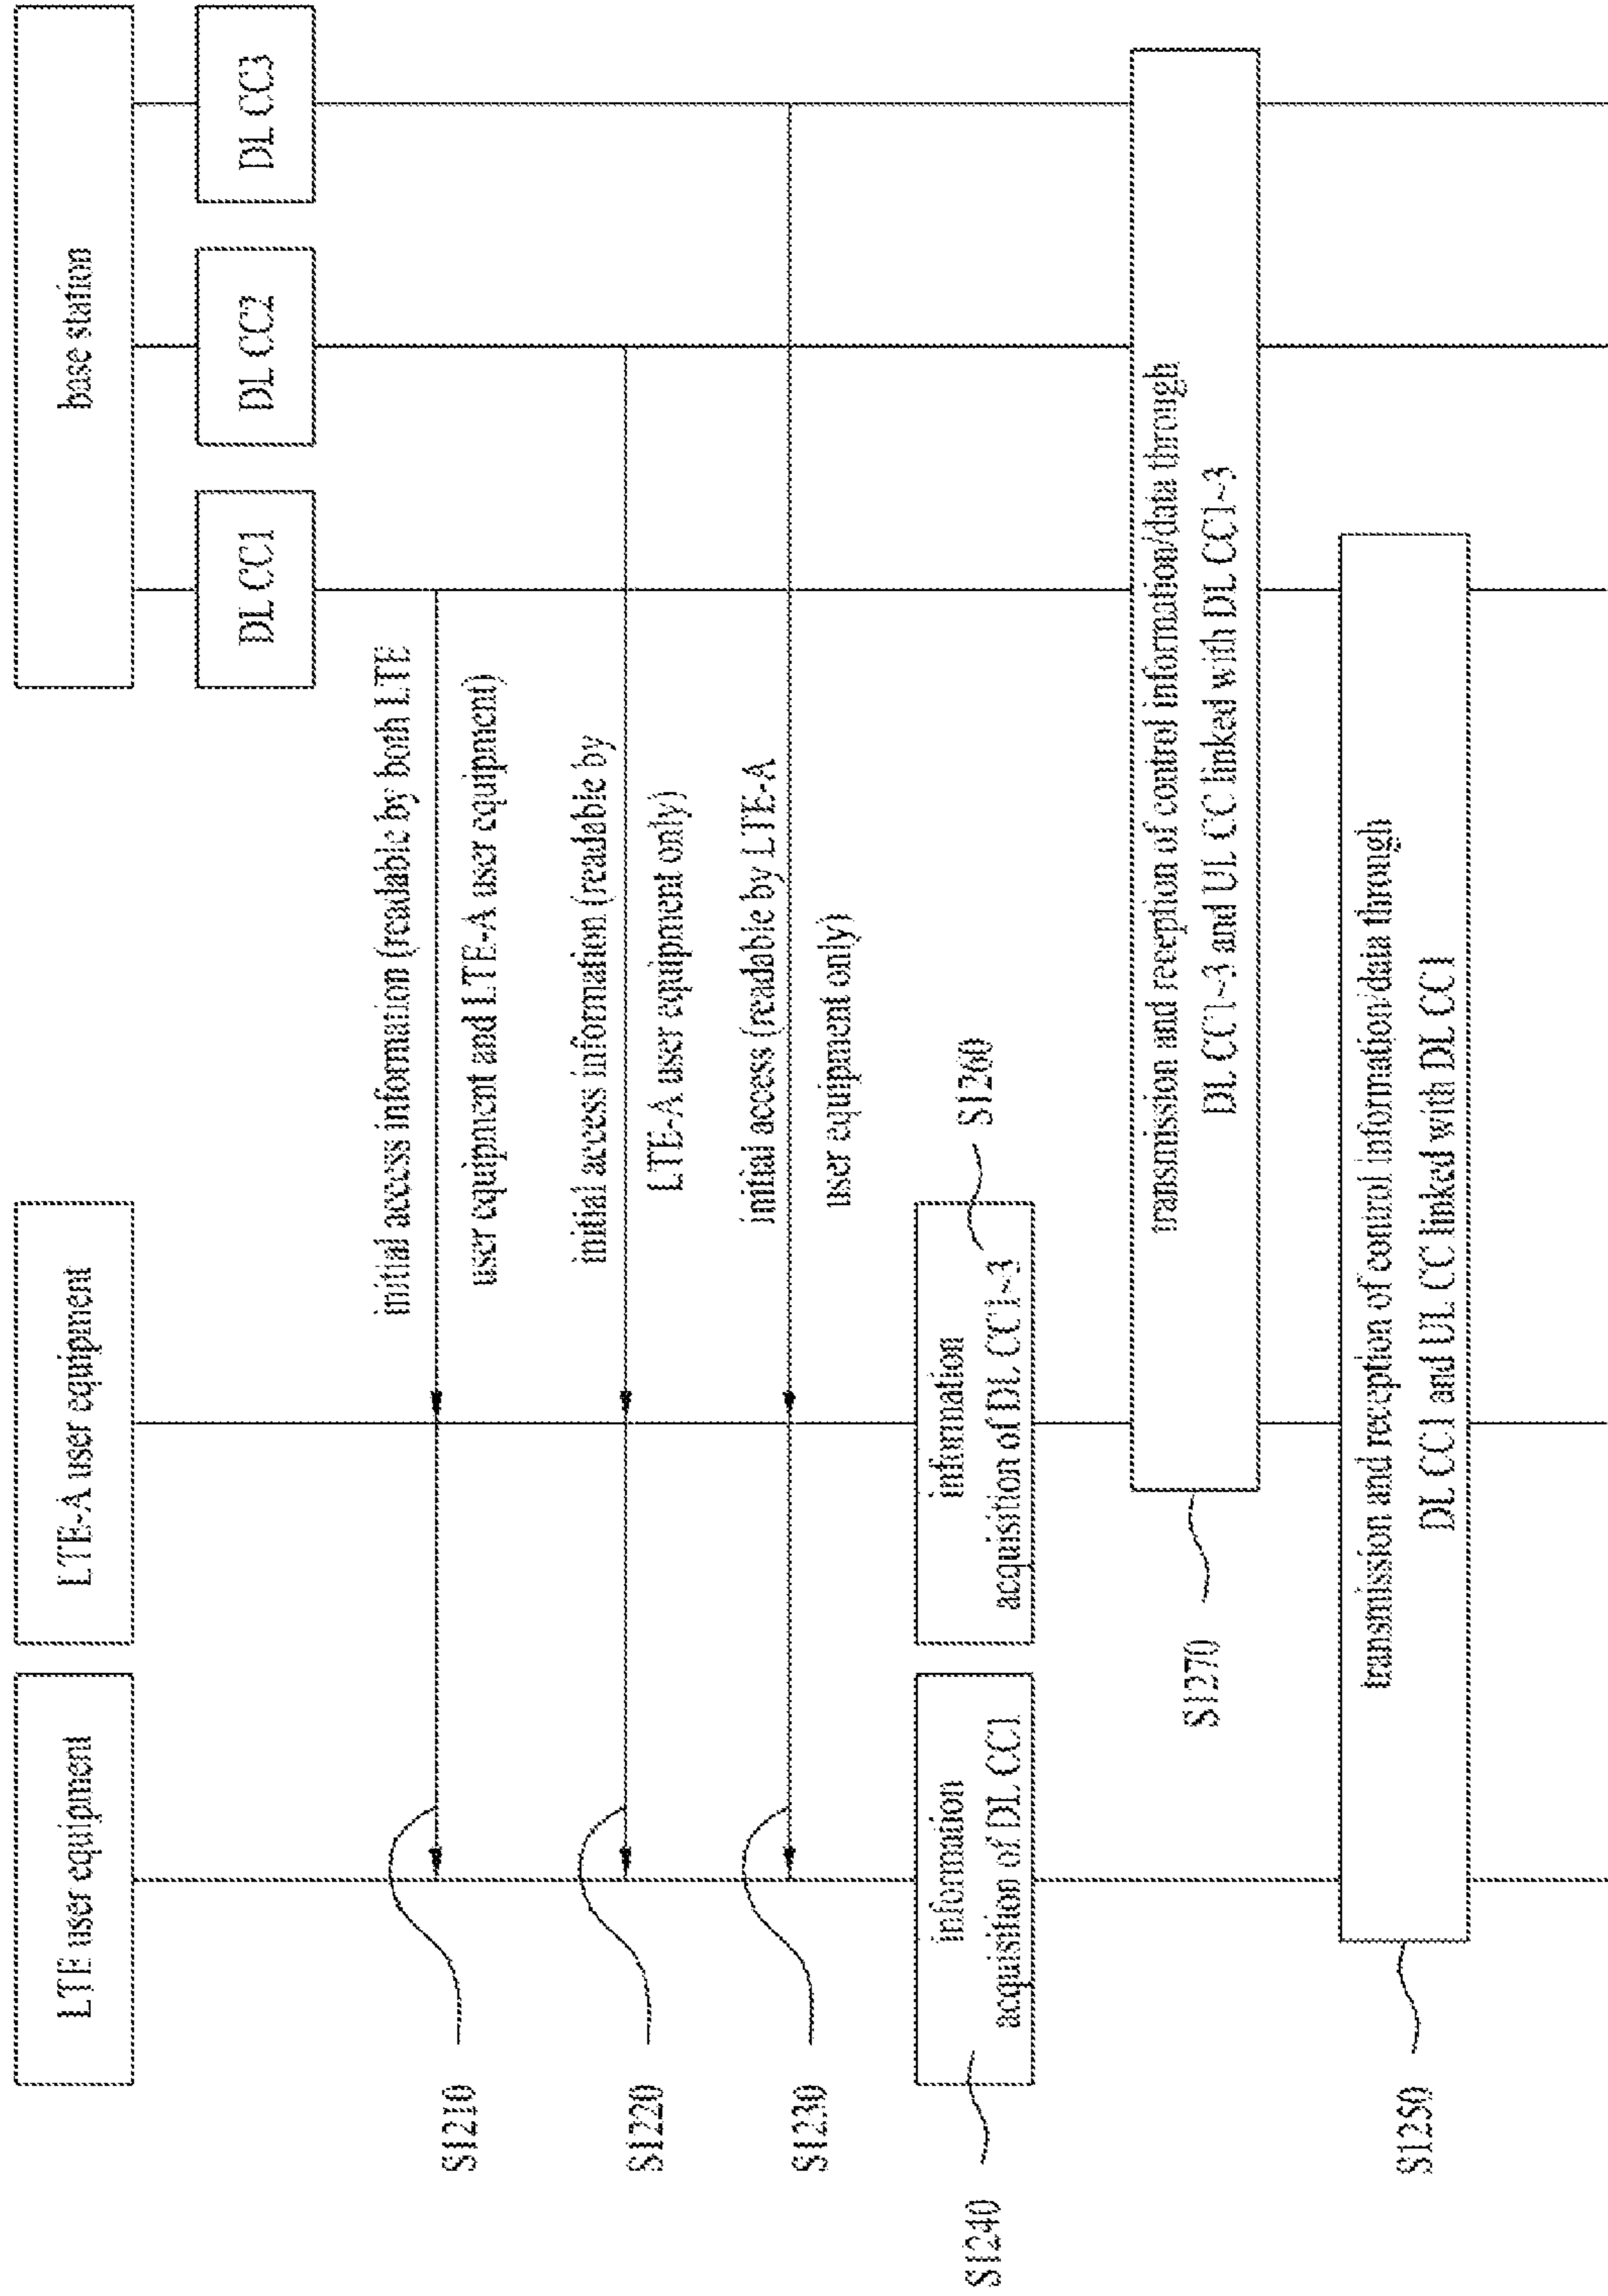 LTE user equipment
LTE-A user equipment
base station
DL CC1
DL CC2
DL CC3
initial access information (readable by both LTE
user equipment and LTE-A user equipment)
S1210
initial access information (readable by
LTE-A user equipment only)
S1220
initial access (readable by LTE-A
user equipment only)
S1230
information
acquisition of DL CC1
S1240
information
acquisition of DL CC1~3
S1260
transmission and reception of control information/data through
DL CC1~3 and UL CC linked with DL CC1~3
S1270
transmission and reception of control information/data through
DL CC1 and UL CC linked with DL CC1
S1250